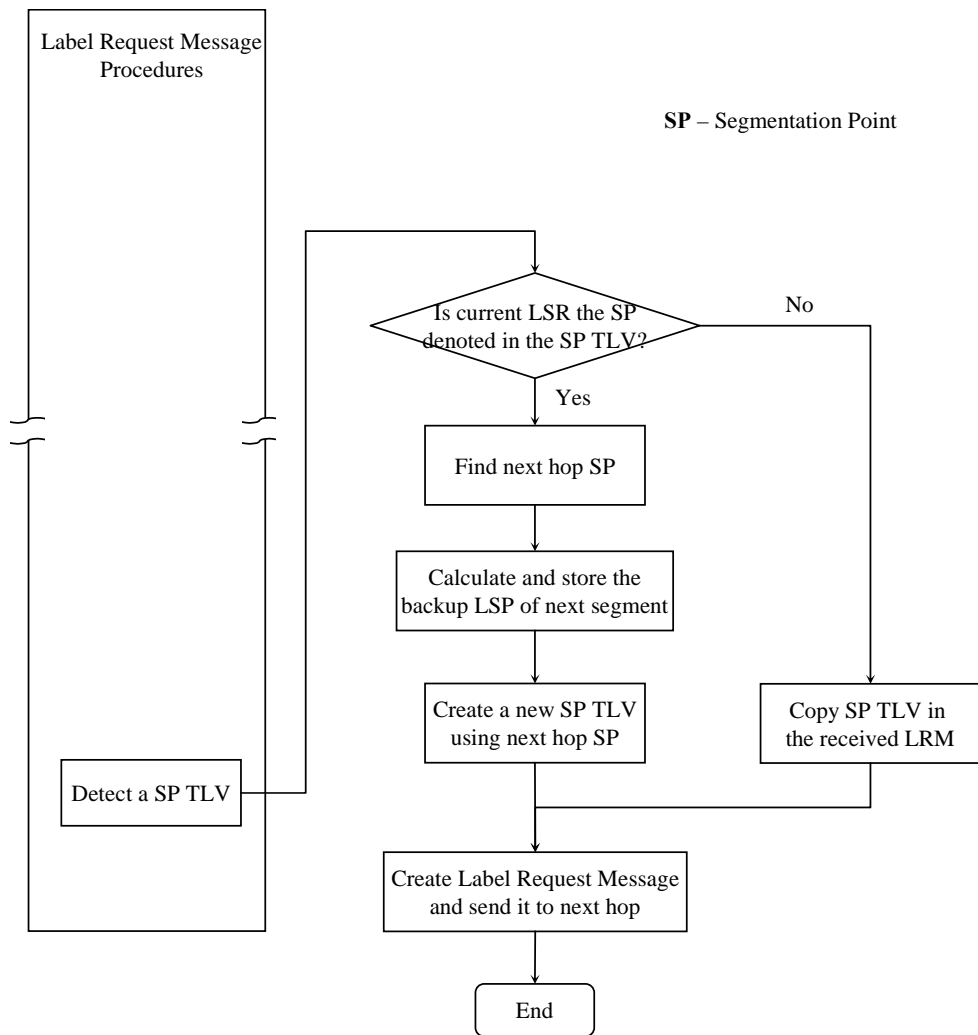 Label Request Message
Procedures
SP – Segmentation Point
Is current LSR the SP
denoted in the SP TLV?
No
Yes
Find next hop SP
Calculate and store the
backup LSP of next segment
Create a new SP TLV
using next hop SP
Copy SP TLV in
the received LRM
Detect a SP TLV
Create Label Request Message
and send it to next hop
End